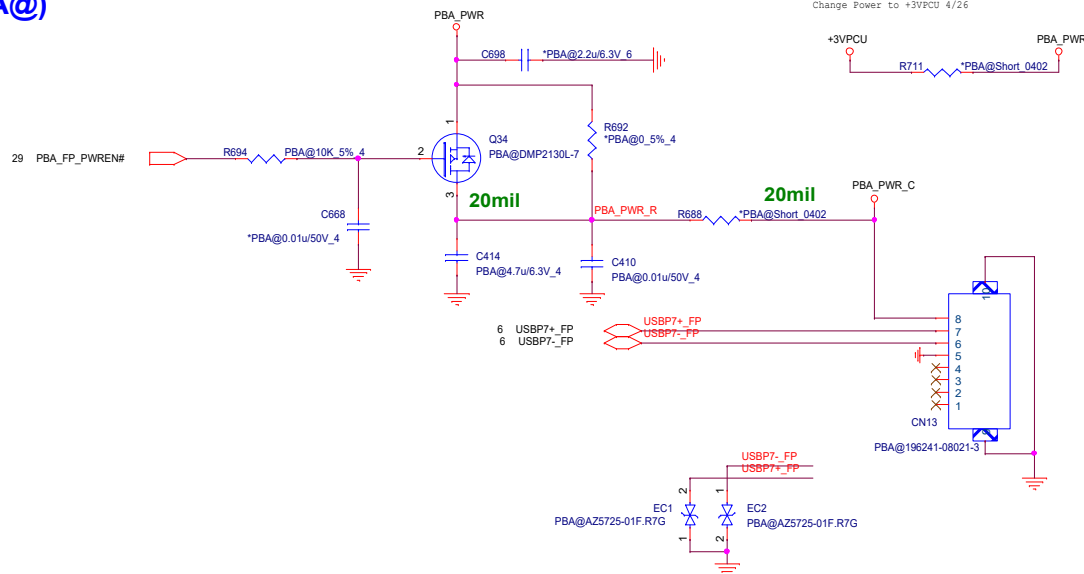 A@)
Change Power to +3VPCU 4/26
PBA_PWR
+3VPCU
PBA_PWR
C698
*PBA@2.2u/6.3V_6
R711
*PBA@Short_0402
1
Q34
PBA@DMP2130L-7
R692
*PBA@0_5%_4
29 PBA_FP_PWREN#
R694
PBA@10K_5%_4
2
3
20mil
20mil
PBA_PWR_C
C668
*PBA@0.01u/50V_4
PBA_PWR_R
R688
*PBA@Short_0402
C414
PBA@4.7u/6.3V_4
C410
PBA@0.01u/50V_4
10
6 USBP7+_FP
USBP7+_FP
6 USBP7-_FP
USBP7-_FP
8
7
6
5
4
3
2
1
CN13
PBA@196241-08021-3
USBP7-_FP
USBP7+_FP
2
1
EC1
PBA@AZ5725-01F.R7G
EC2
PBA@AZ5725-01F.R7G
1
2